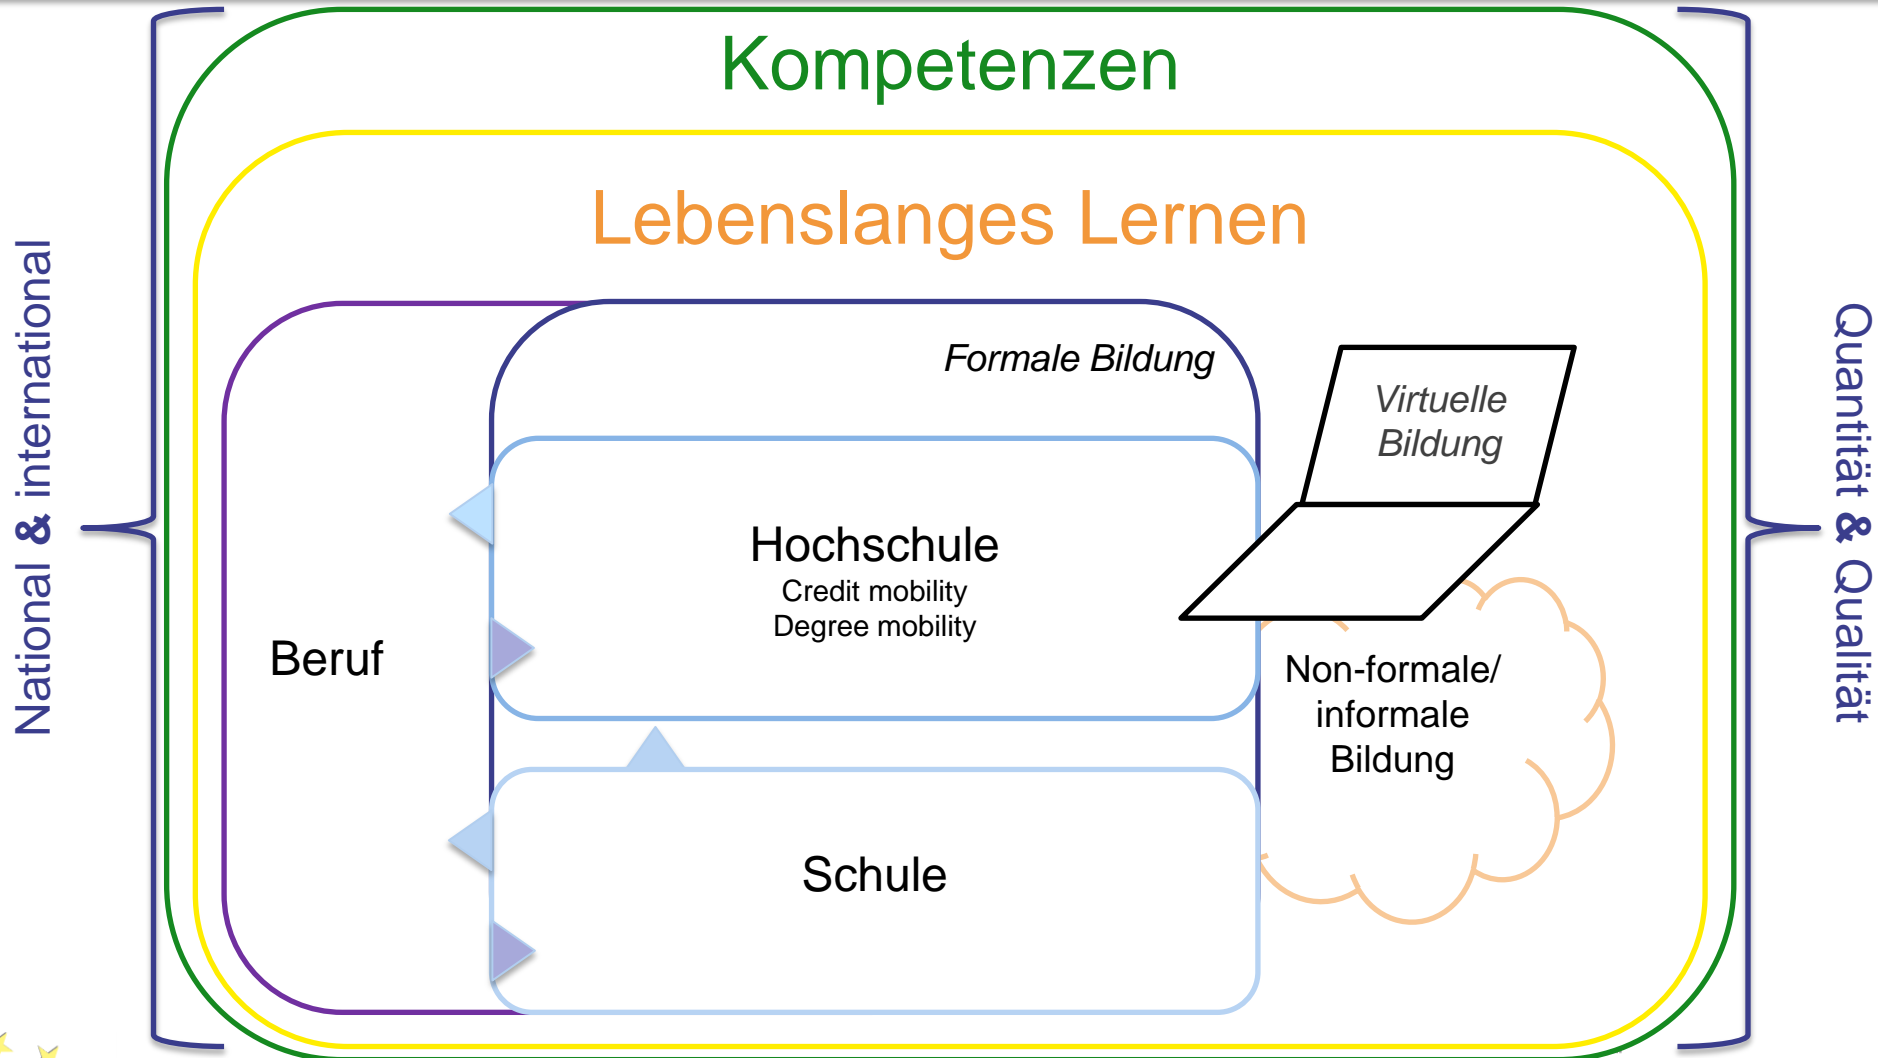 Kompetenzen
Lebenslanges Lernen
National & international
Quantität & Qualität
Formale Bildung
Virtuelle
Bildung
Hochschule
Credit mobility
Degree mobility
Beruf
Non-formale/
informale
Bildung
Schule